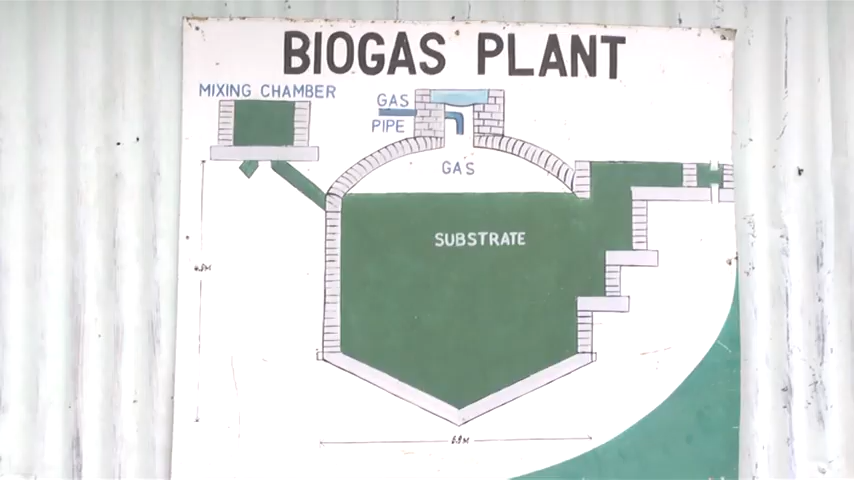 BIOGAS PLANT
MIXING CHAMBER
GAS
PIPE
GAS
SUBSTRATE